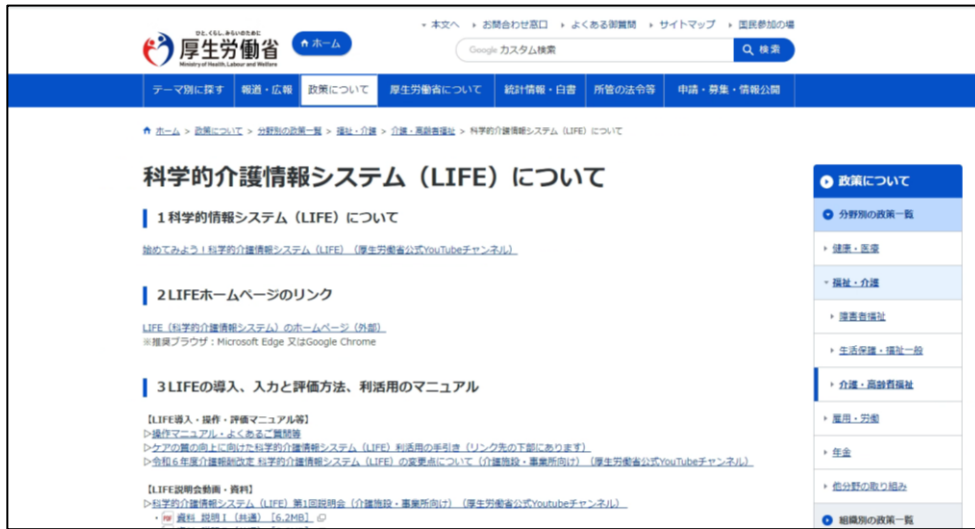 本文へ お問合わせ窓口 よくある御質問 サイトマップ 国民参加の場
ひと、くらし、みらいのために
厚生労働省
Ministry of Health, Labour and Welfare
ホーム
Google カスタム検索
検索
テーマ別に探す 報道・広報 政策について 厚生労働省について 統計情報・白書 所管の法令等 申請・募集・情報公開
ホーム > 政策について > 分野別の政策一覧 > 福祉・介護 > 介護・高齢者福祉 > 科学的介護情報システム（LIFE）について
科学的介護情報システム（LIFE）について
1 科学的情報システム（LIFE）について
始めてみよう！科学的介護情報システム（LIFE）（厚生労働省公式YouTubeチャンネル）
2 LIFEホームページのリンク
LIFE（科学的介護情報システム）のホームページ（外部）
※推奨ブラウザ：Microsoft Edge 又はGoogle Chrome
3 LIFEの導入、入力と評価方法、利活用のマニュアル
【LIFE導入・操作・評価マニュアル等】
▷操作マニュアル・よくあるご質問等
▷ケアの質の向上に向けた科学的介護情報システム（LIFE）利活用の手引き（リンク先の下部にあります）
▷令和６年度介護報酬改定 科学的介護情報システム（LIFE）の変更点について（介護施設・事業所向け）（厚生労働省公式YouTubeチャンネル）
【LIFE説明会動画・資料】
▷科学的介護情報システム（LIFE）第1回説明会（介護施設・事業所向け）（厚生労働省公式Youtubeチャンネル）
・ 資料 説明Ⅰ（共通）［6.2MB］
政策について
分野別の政策一覧
健康・医療
福祉・介護
障害者福祉
生活保護・福祉一般
介護・高齢者福祉
雇用・労働
年金
他分野の取り組み
組織別の政策一覧